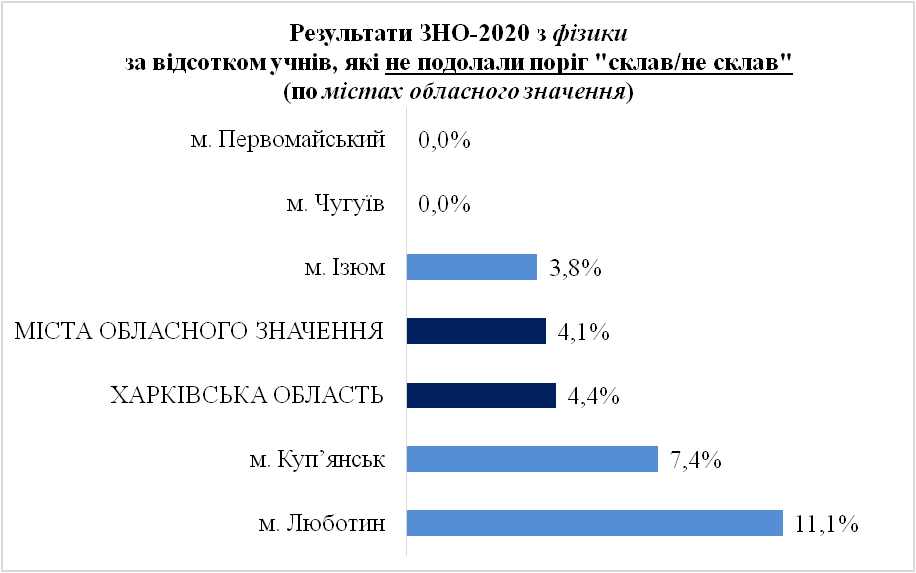 Результати ЗНО-2020 з фізики
за відсотком учнів, які не подолали поріг "склав/не склав"
(по містах обласного значення)
м. Первомайський 0,0%
м. Чугуїв 0,0%
м. Ізюм 3,8%
МІСТА ОБЛАСНОГО ЗНАЧЕННЯ 4,1%
ХАРКІВСЬКА ОБЛАСТЬ 4,4%
м. Куп’янськ 7,4%
м. Люботин 11,1%